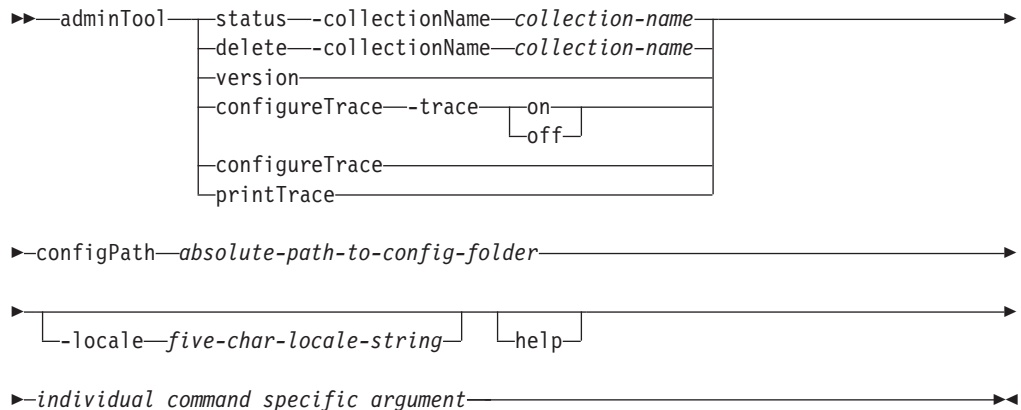 adminTool status -collectionName collection-name
delete -collectionName collection-name
version
configureTrace -trace on
off
configureTrace
printTrace
configPath absolute-path-to-config-folder
-locale five-char-locale-string help
individual command specific argument